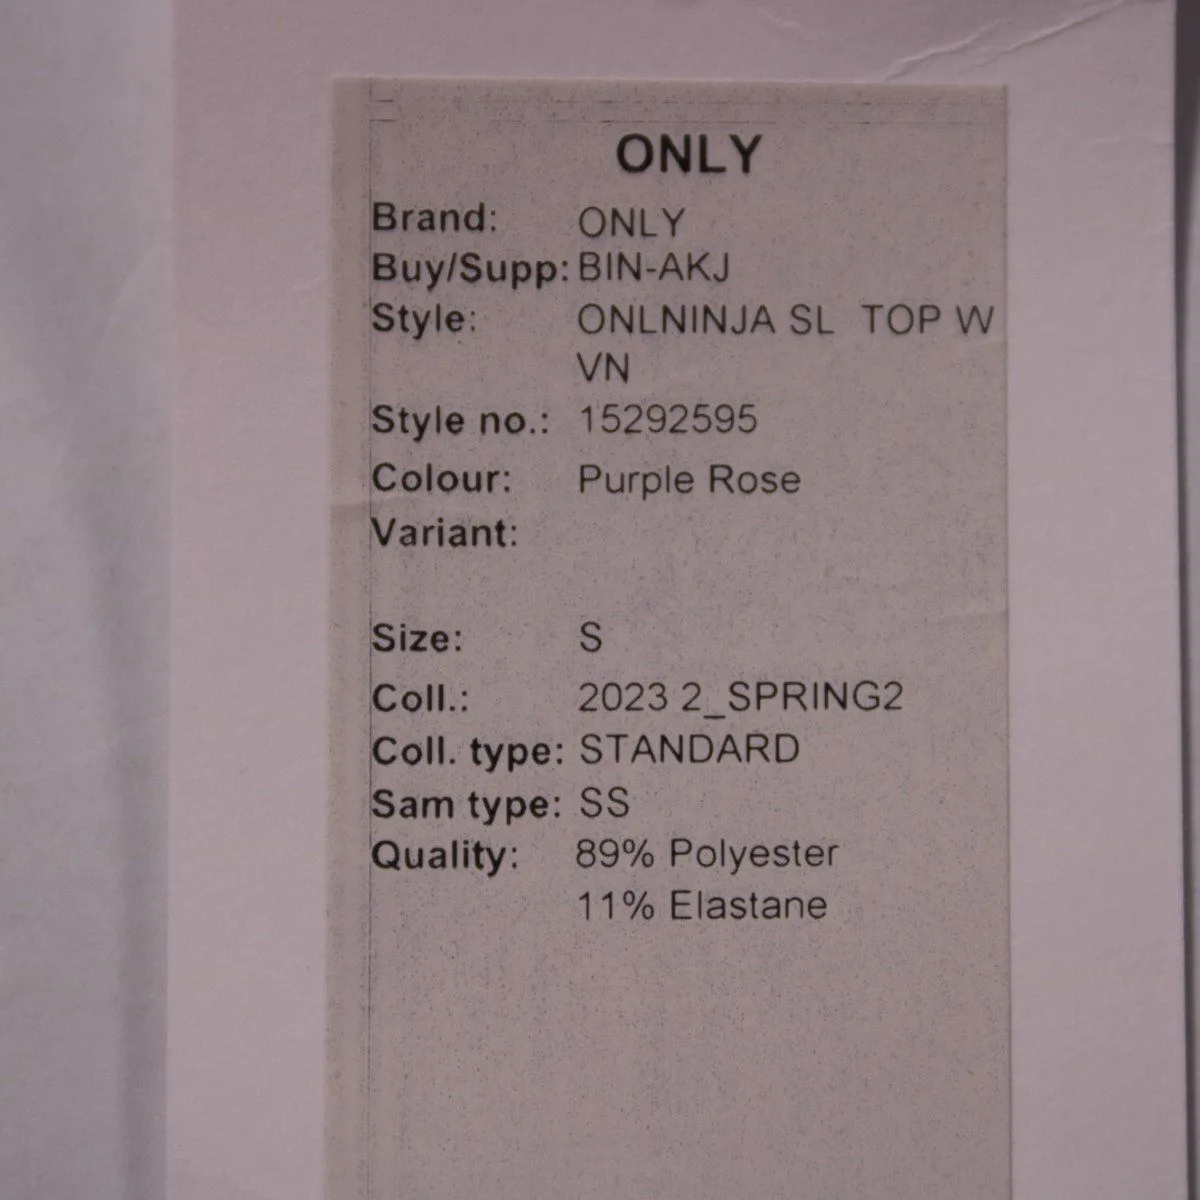 ONLY
Brand: ONLY
Buy/Supp: BIN-AKJ
Style: ONLNINJA SL TOP W
VN
Style no.: 15292595
Colour: Purple Rose
Variant:
Size: S
Coll.: 2023 2_SPRING2
Coll. type: STANDARD
Sam type: SS
Quality: 89% Polyester
11% Elastane